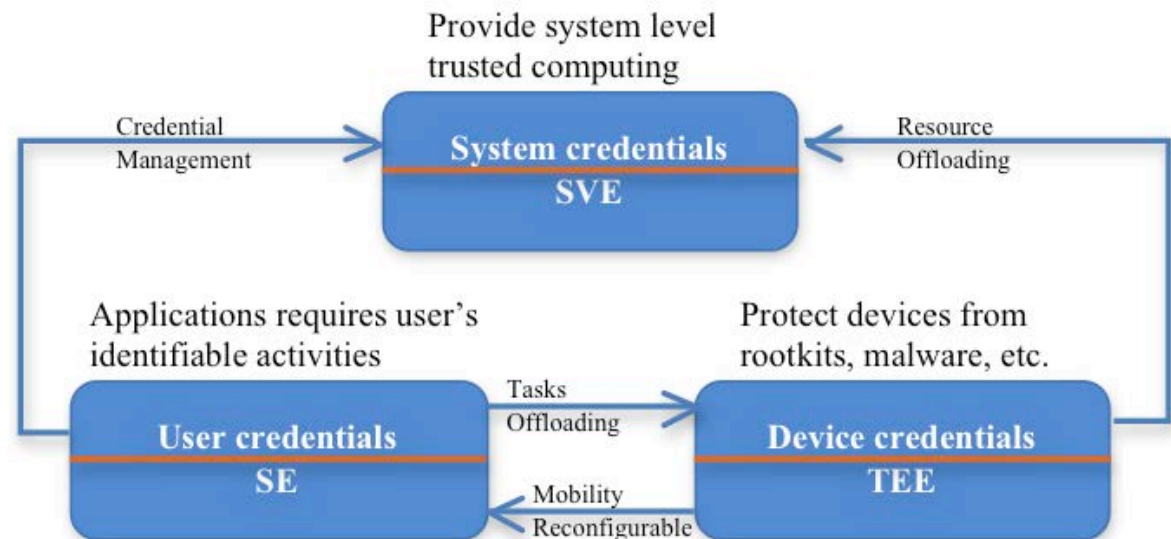 Provide system level
trusted computing
Credential
Management
System credentials
SVE
Resource
Offloading
Applications requires user's
identifiable activities
Protect devices from
rootkits, malware, etc.
User credentials
SE
Tasks
Offloading
Mobility
Reconfigurable
Device credentials
TEE